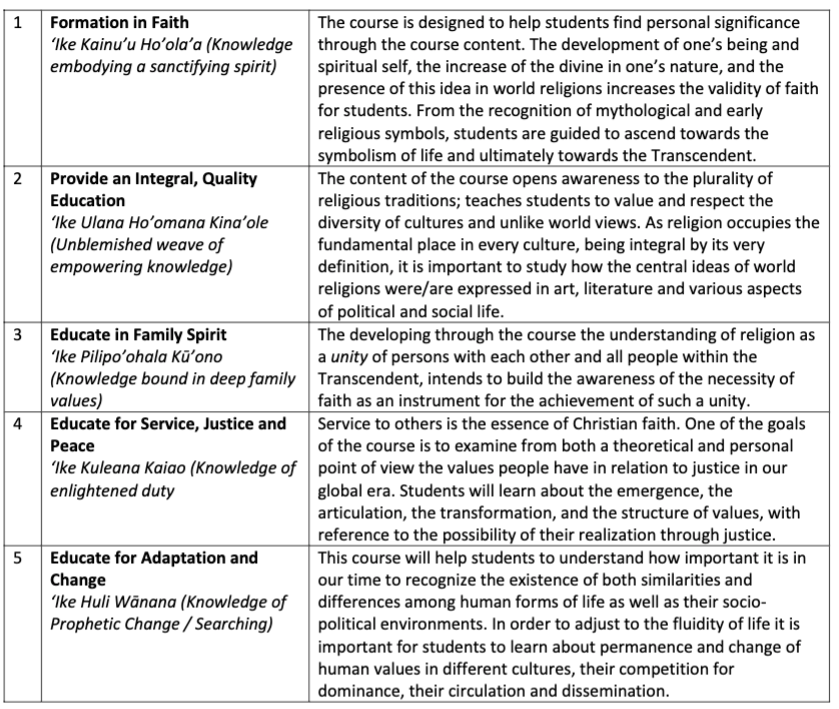 1
Formation in Faith
‘Ike Kainu’u Ho’ola’a (Knowledge
embodying a sanctifying spirit)
The course is designed to help students find personal significance
through the course content. The development of one’s being and
spiritual self, the increase of the divine in one’s nature, and the
presence of this idea in world religions increases the validity of faith
for students. From the recognition of mythological and early
religious symbols, students are guided to ascend towards the
symbolism of life and ultimately towards the Transcendent.
2
Provide an Integral, Quality
Education
‘Ike Ulana Ho’omana Kina’ole
(Unblemished weave of
empowering knowledge)
The content of the course opens awareness to the plurality of
religious traditions; teaches students to value and respect the
diversity of cultures and unlike world views. As religion occupies the
fundamental place in every culture, being integral by its very
definition, it is important to study how the central ideas of world
religions were/are expressed in art, literature and various aspects
of political and social life.
3
Educate in Family Spirit
‘Ike Pilipo’ohala Kū’ono
(Knowledge bound in deep family
values)
The developing through the course the understanding of religion as
a unity of persons with each other and all people within the
Transcendent, intends to build the awareness of the necessity of
faith as an instrument for the achievement of such a unity.
4
Educate for Service, Justice and
Peace
‘Ike Kuleana Kaiao (Knowledge of
enlightened duty
Service to others is the essence of Christian faith. One of the goals
of the course is to examine from both a theoretical and personal
point of view the values people have in relation to justice in our
global era. Students will learn about the emergence, the
articulation, the transformation, and the structure of values, with
reference to the possibility of their realization through justice.
5
Educate for Adaptation and
Change
‘Ike Huli Wānana (Knowledge of
Prophetic Change / Searching)
This course will help students to understand how important it is in
our time to recognize the existence of both similarities and
differences among human forms of life as well as their socio-
political environments. In order to adjust to the fluidity of life it is
important for students to learn about permanence and change of
human values in different cultures, their competition for
dominance, their circulation and dissemination.